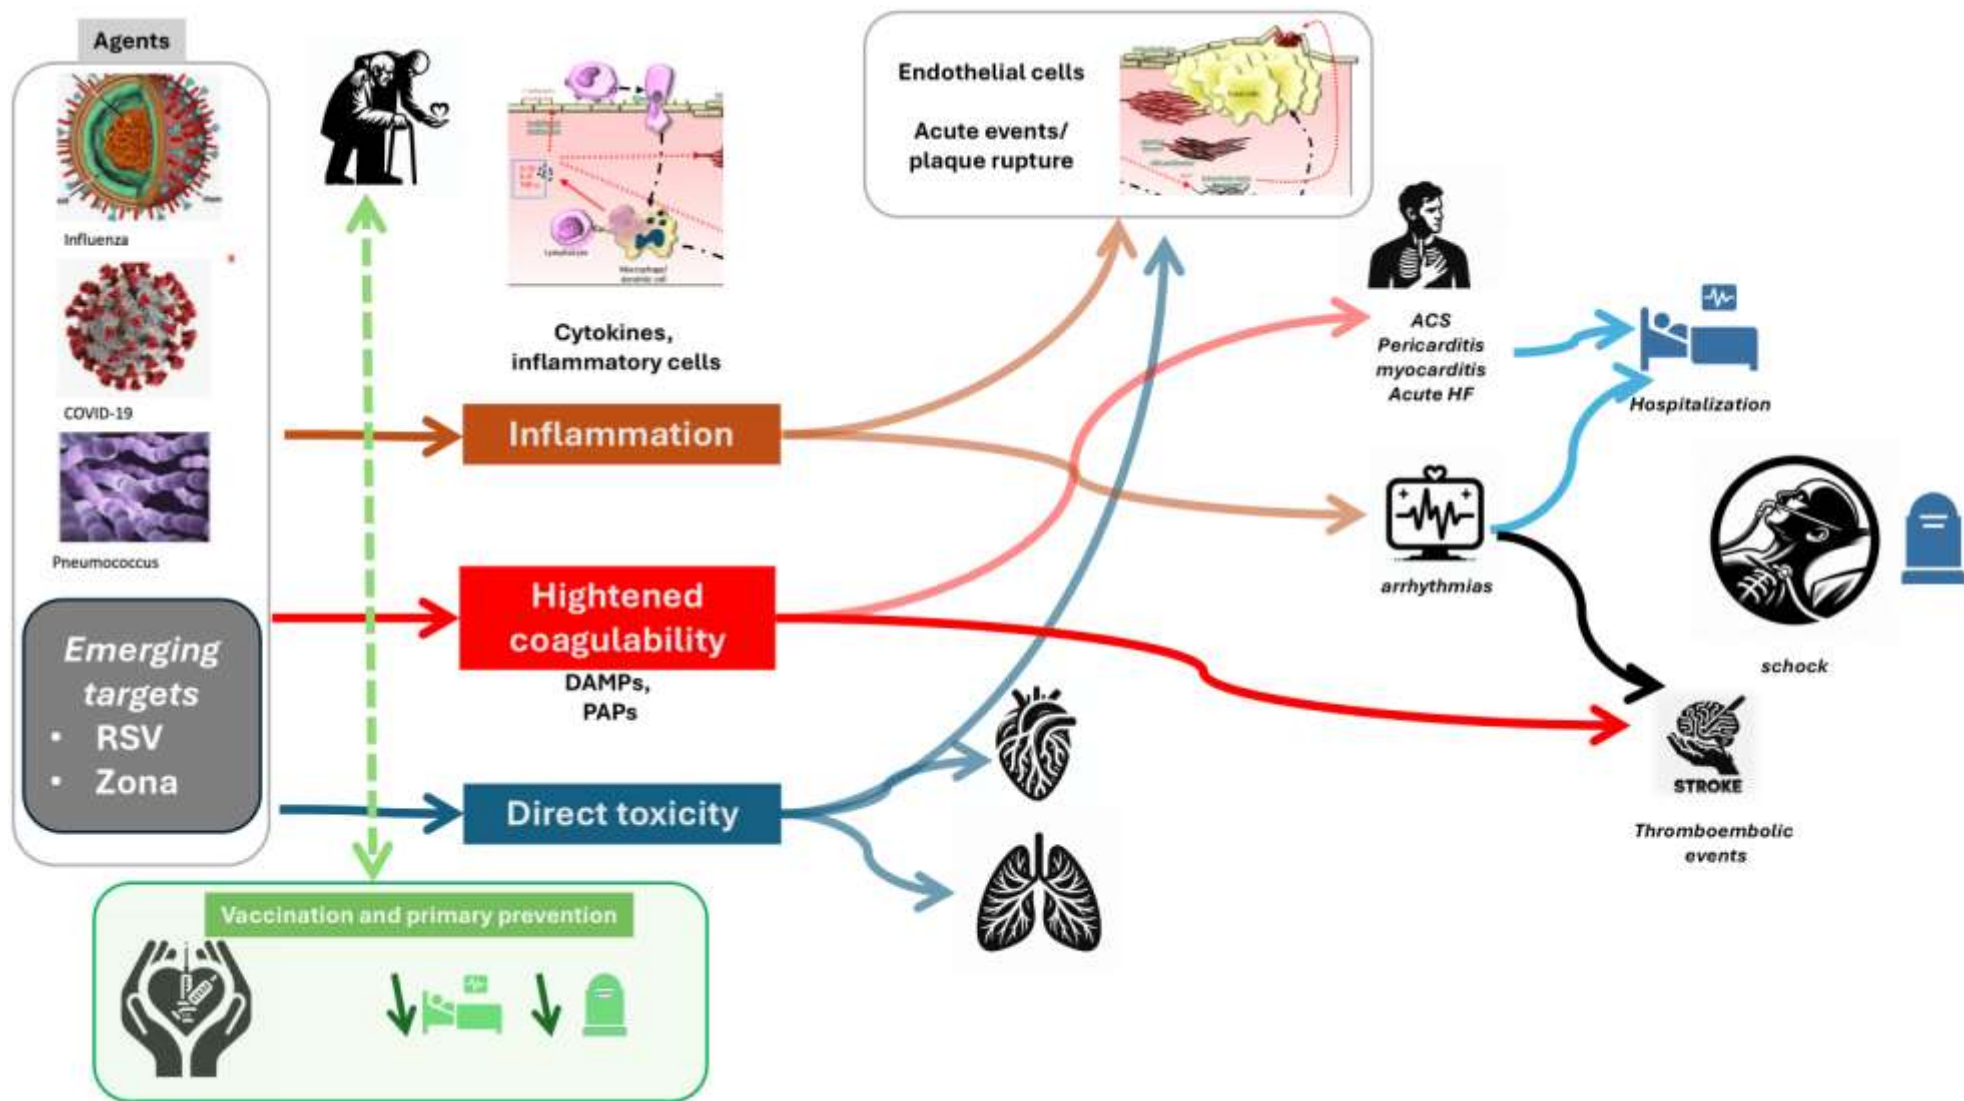 Agents
Influenza
COVID-19
Pneumococcus
Emerging
targets
• RSV
• Zona
Lymphocyte
Macrophage/
Cytokines,
inflammatory cells
Inflammation
Hightened
coagulability
DAMPs,
PAPs
Direct toxicity
Endothelial cells
Acute events/
plaque rupture
ACS
Pericarditis
myocarditis
Acute HF
Hospitalization
arrhythmias
schock
STROKE
Thromboembolic
events
Vaccination and primary prevention